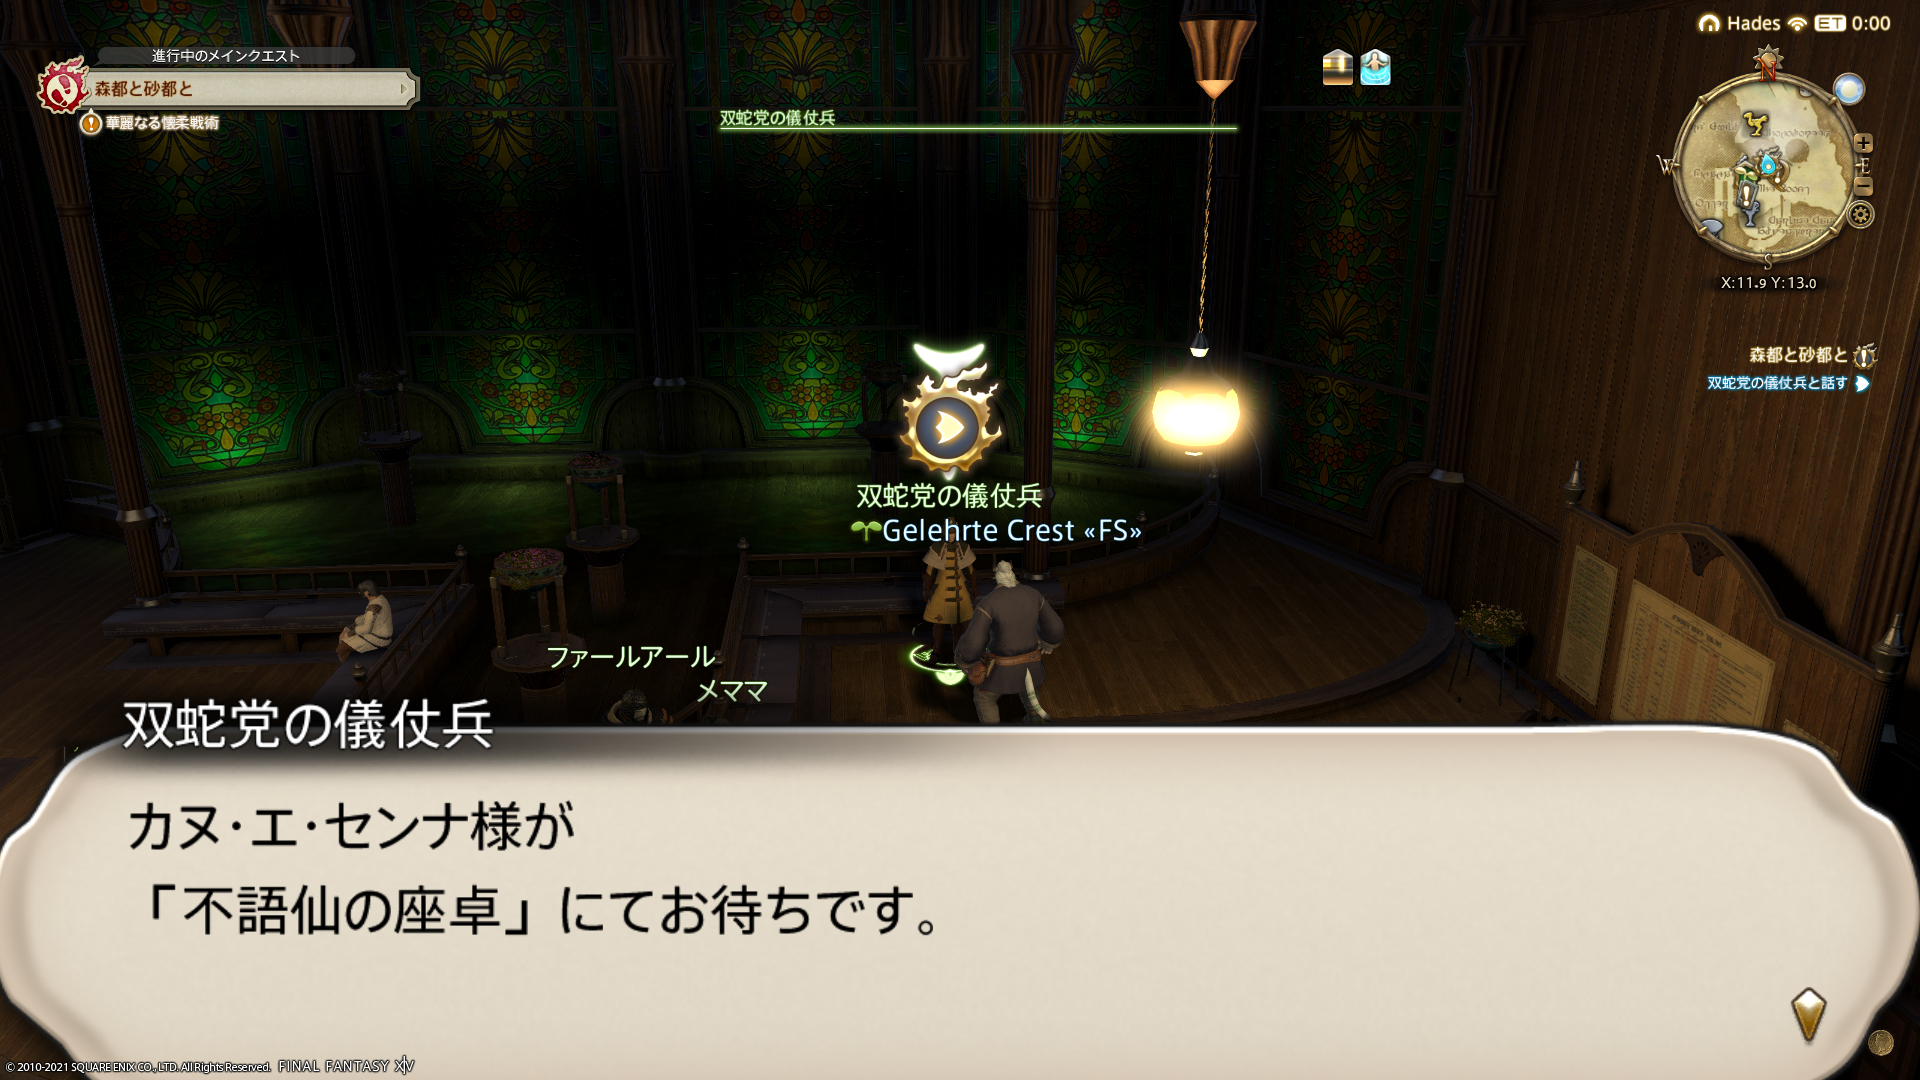 進行中のメインクエスト
森都と砂都と
華麗なる懐柔戦術
双蛇党の儀仗兵
Hades ET 0:00
N
W
E
S
X:11.9 Y:13.0
森都と砂都と
双蛇党の儀仗兵と話す
双蛇党の儀仗兵
Gelehrte Crest «FS»
ファールアール
メママ
双蛇党の儀仗兵
カヌ・エ・センナ様が
「不語仙の座卓」にてお待ちです。
© 2010-2021 SQUARE ENIX CO., LTD. All Rights Reserved. FINAL FANTASY XIV